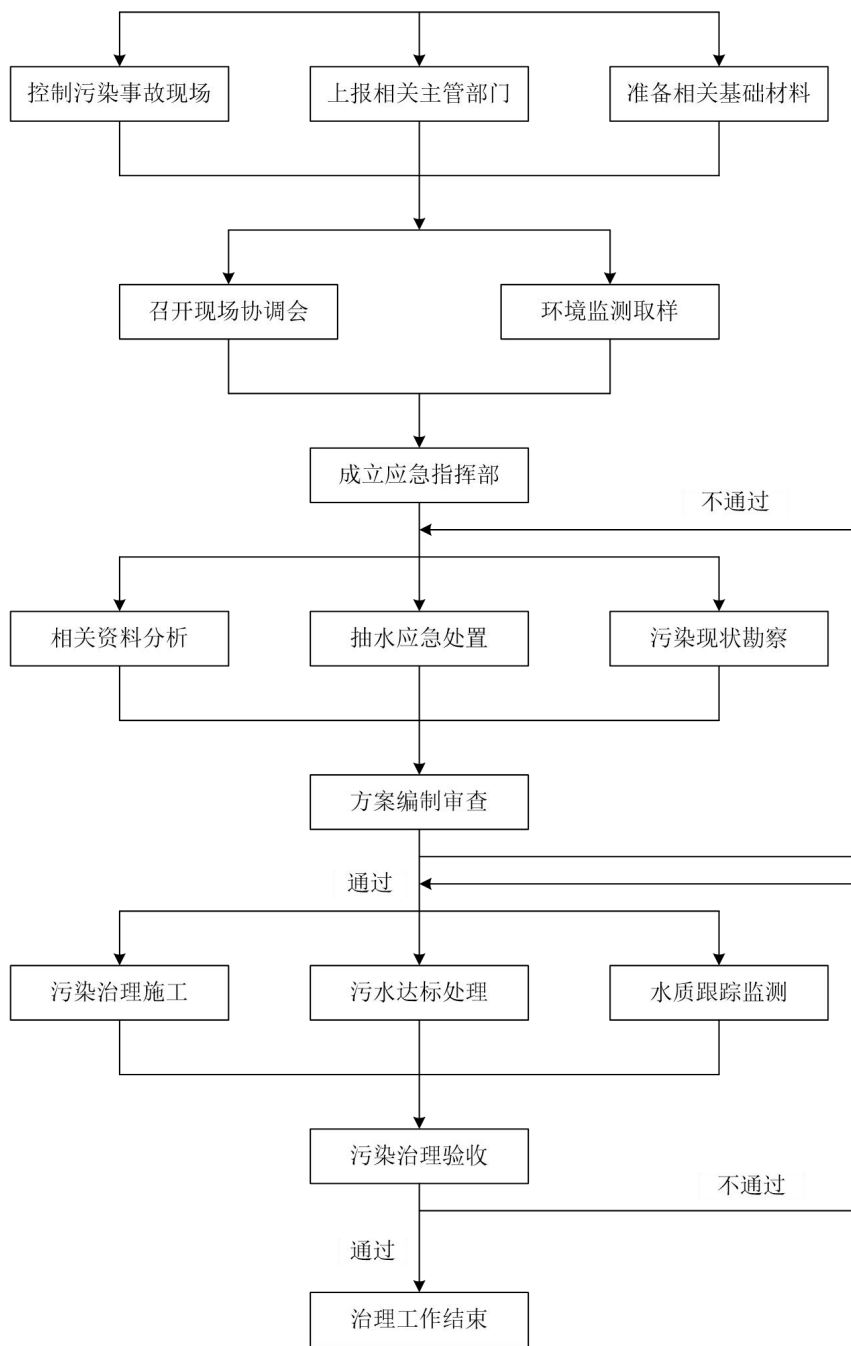 控制污染事故现场
上报相关主管部门
准备相关基础材料
召开现场协调会
环境监测取样
成立应急指挥部
不通过
相关资料分析
抽水应急处置
污染现状勘察
方案编制审查
通过
污染治理施工
污水达标处理
水质跟踪监测
污染治理验收
不通过
通过
治理工作结束